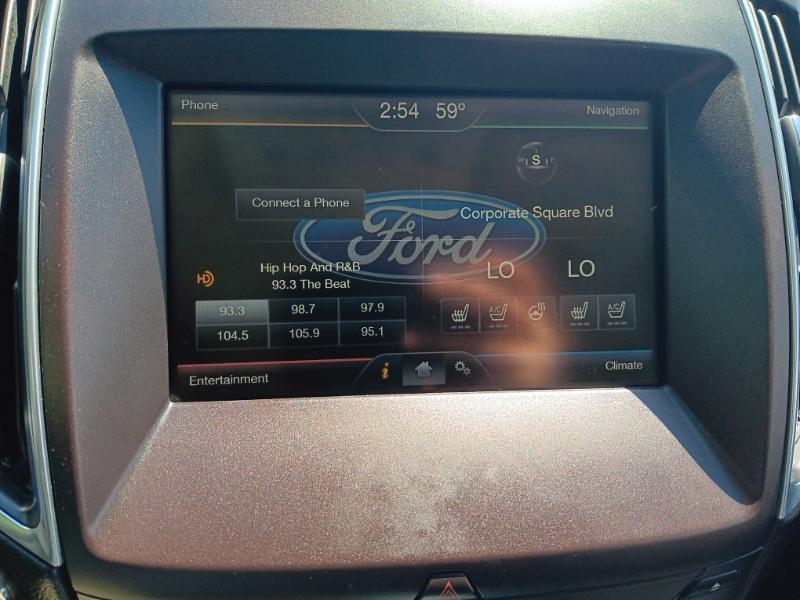 Phone
2:54 59°
Navigation
W S E
Connect a Phone
Ford
Corporate Square Blvd
HD
Hip Hop And R&B
93.3 The Beat
LO LO
93.3 98.7 97.9
104.5 105.9 95.1
A/C A/C
i
Entertainment
Climate